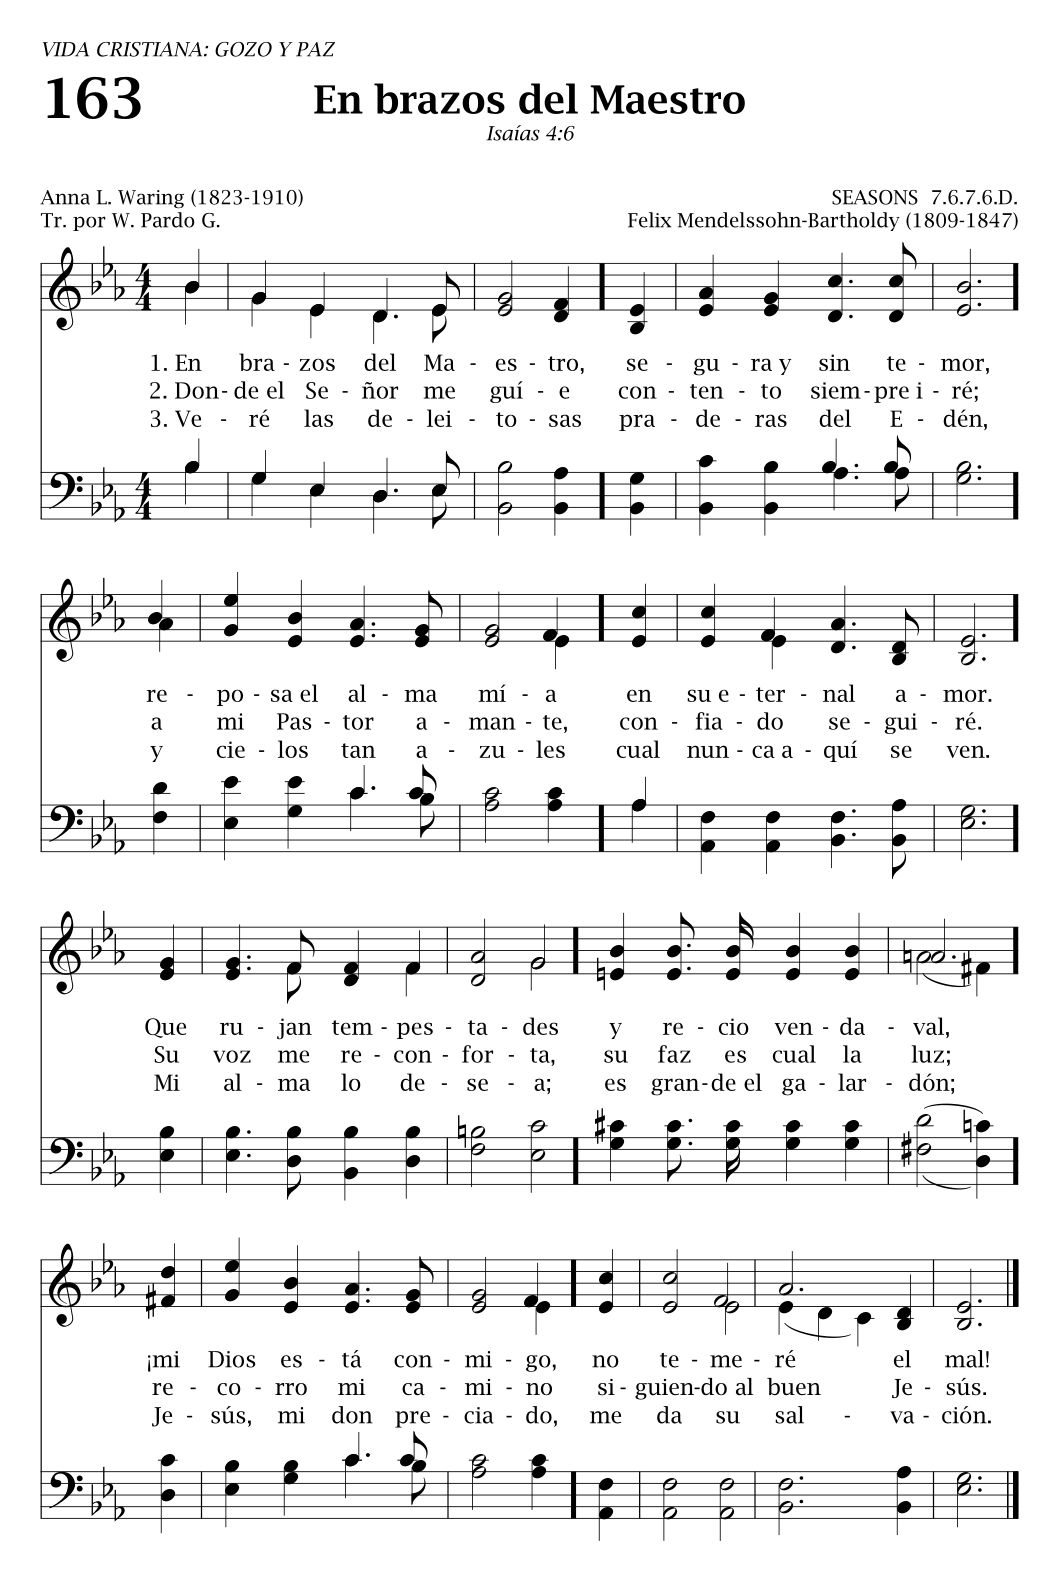 VIDA CRISTIANA: GOZO Y PAZ
163
En brazos del Maestro
Isaías 4:6
Anna L. Waring (1823-1910)
SEASONS 7.6.7.6.D.
Tr. por W. Pardo G.
Felix Mendelssohn-Bartholdy (1809-1847)
1. En bra - zos del Ma - es - tro, se - gu - ra y sin te - mor,
2. Don - de el Se - ñor me guí - e con - ten - to siem - pre i - ré;
3. Ve - ré las de - lei - to - sas pra - de - ras del E - dén,
re - po - sa el al - ma mí - a en su e - ter - nal a - mor.
a mi Pas - tor a - man - te, con - fia - do se - gui - ré.
y cie - los tan a - zu - les cual nun - ca a - quí se ven.
Que ru - jan tem - pes - ta - des y re - cio ven - da - val,
Su voz me re - con - for - ta, su faz es cual la luz;
Mi al - ma lo de - se - a; es gran - de el ga - lar - dón;
¡mi Dios es - tá con - mi - go, no te - me - ré el mal!
re - co - rro mi ca - mi - no si - guien - do al buen Je - sús.
Je - sús, mi don pre - cia - do, me da su sal - va - ción.